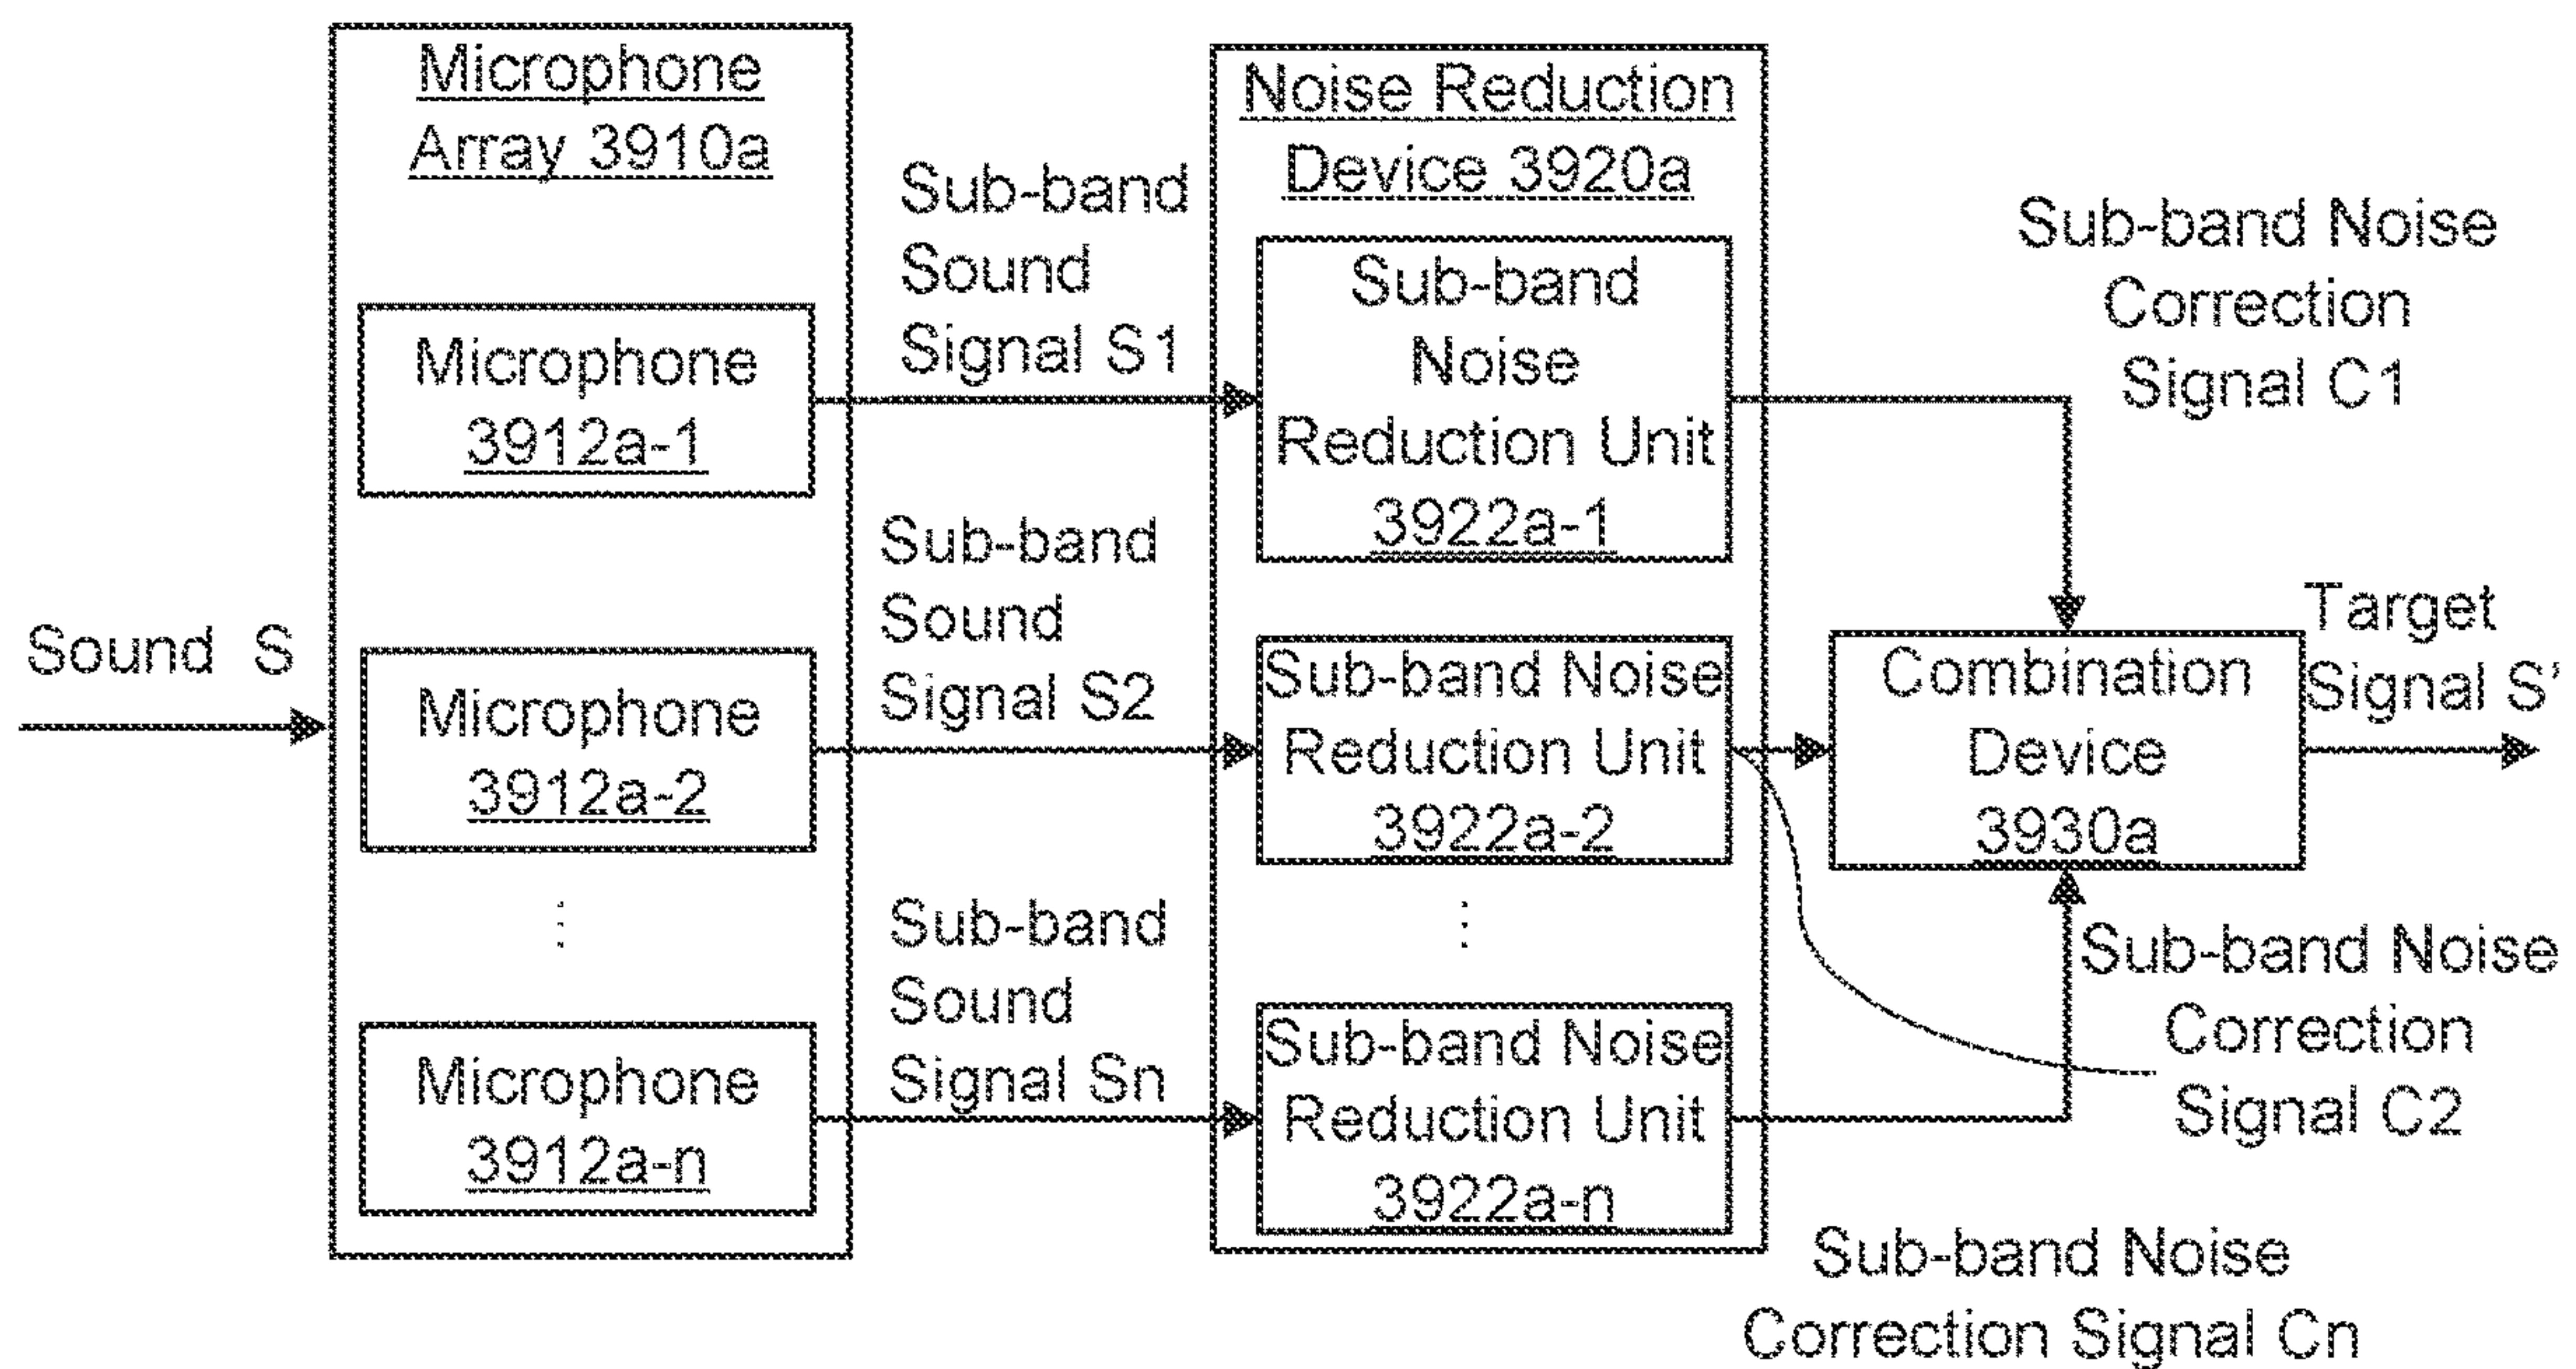 Microphone
Array 3910a
Noise Reduction
Device 3920a
Sub-band
Sound
Signal S1
Sub-band Noise
Correction
Signal C1
Microphone
3912a-1
Sub-band
Noise
Reduction Unit
3922a-1
Sub-band
Sound
Signal S2
Sound S
Microphone
3912a-2
Sub-band Noise
Reduction Unit
3922a-2
Combination
Device
3930a
Target
Signal S'
⋮
⋮
Sub-band
Sound
Signal Sn
Sub-band Noise
Correction
Signal C2
Microphone
3912a-n
Sub-band Noise
Reduction Unit
3922a-n
Sub-band Noise
Correction Signal Cn